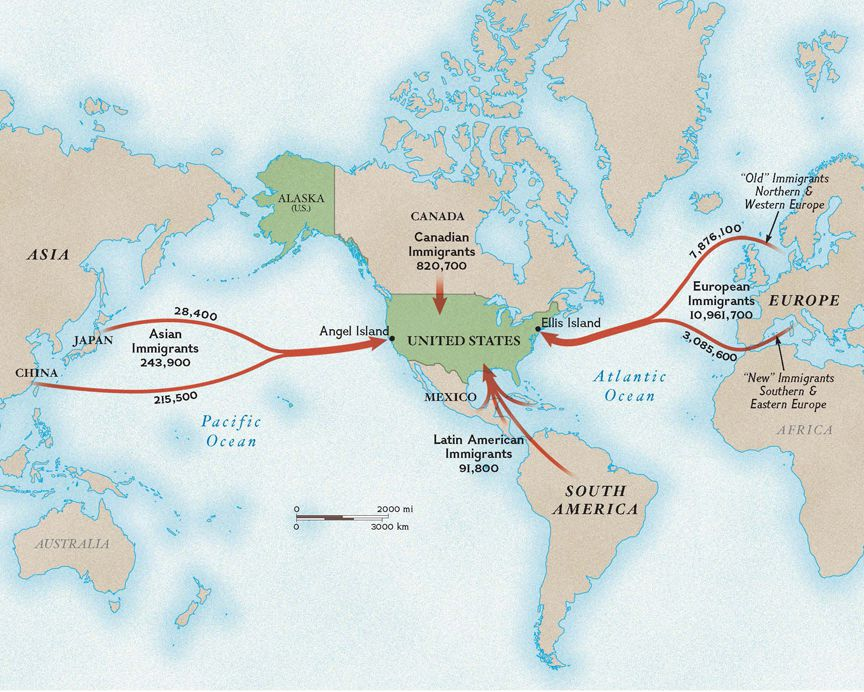 "Old" Immigrants
Northern &
Western Europe
ALASKA
(U.S.)
CANADA
Canadian
Immigrants
820,700
7,876,100
ASIA
European
Immigrants
10,961,700
EUROPE
28,400
JAPAN
Asian
Immigrants
243,900
Angel Island
UNITED STATES
Ellis Island
3,085,600
CHINA
215,500
MEXICO
Atlantic
Ocean
"New" Immigrants
Southern &
Eastern Europe
Pacific
Ocean
AFRICA
Latin American
Immigrants
91,800
SOUTH
AMERICA
0 2000 mi
0 3000 km
AUSTRALIA